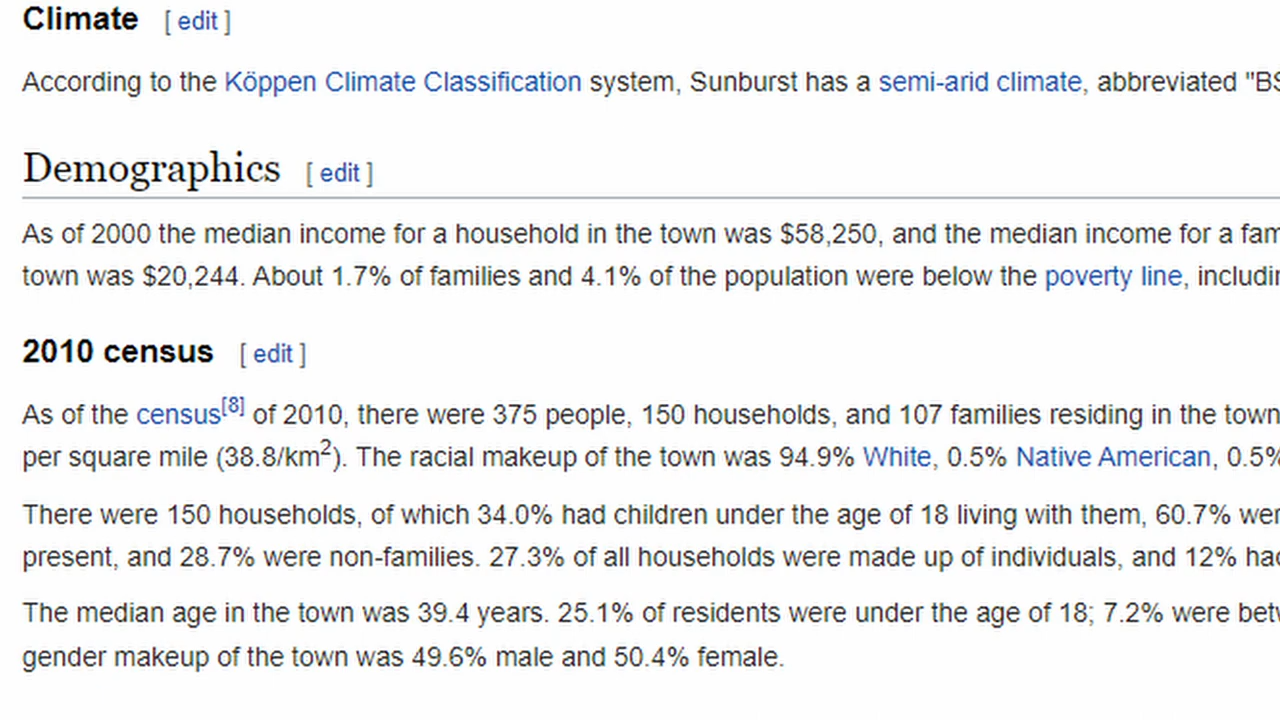 Climate [ edit ]
According to the Köppen Climate Classification system, Sunburst has a semi-arid climate, abbreviated "BS
Demographics [ edit ]
As of 2000 the median income for a household in the town was $58,250, and the median income for a fam
town was $20,244. About 1.7% of families and 4.1% of the population were below the poverty line, includin
2010 census [ edit ]
As of the census[8] of 2010, there were 375 people, 150 households, and 107 families residing in the town
per square mile (38.8/km2). The racial makeup of the town was 94.9% White, 0.5% Native American, 0.5%
There were 150 households, of which 34.0% had children under the age of 18 living with them, 60.7% wer
present, and 28.7% were non-families. 27.3% of all households were made up of individuals, and 12% had
The median age in the town was 39.4 years. 25.1% of residents were under the age of 18; 7.2% were betw
gender makeup of the town was 49.6% male and 50.4% female.